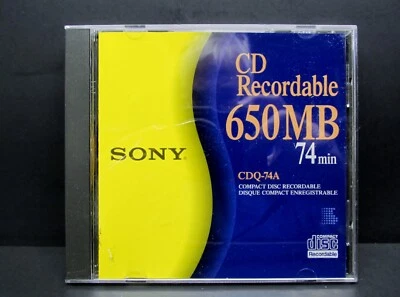 CD
Recordable
650MB
74min
SONY
CDQ-74A
COMPACT DISC RECORDABLE
DISQUE COMPACT ENREGISTRABLE
COMPACT
disc
Recordable